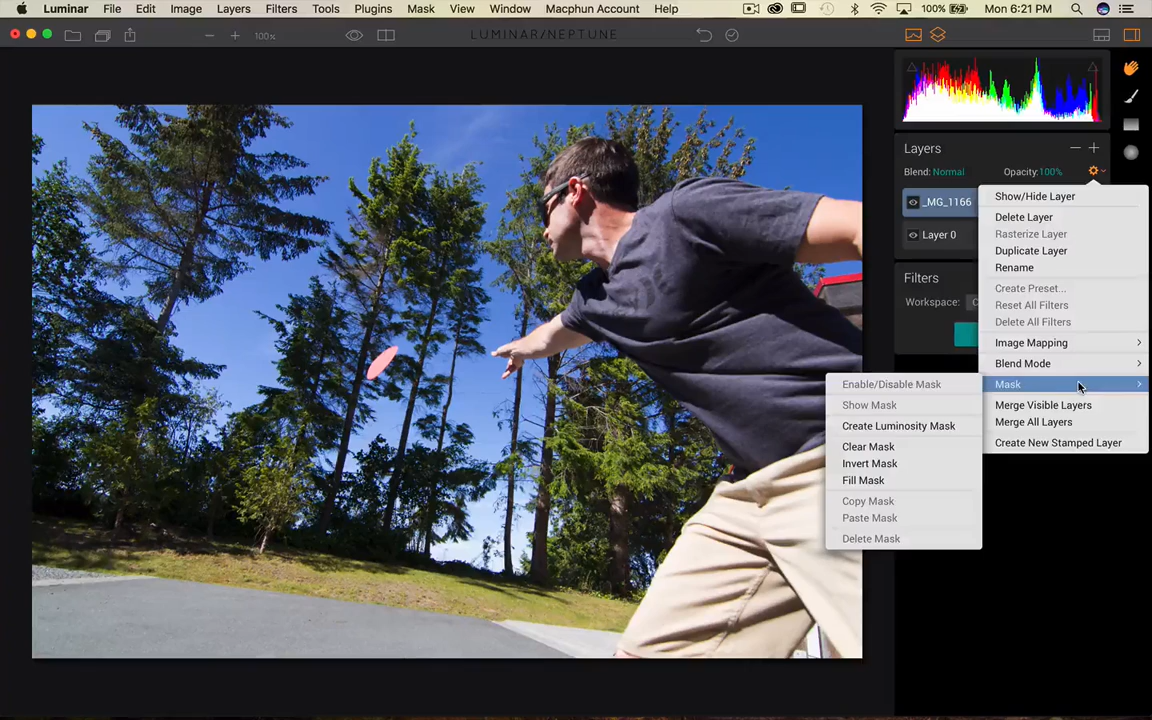 Luminar File Edit Image Layers Filters Tools Plugins Mask View Window Macphun Account Help 100% Mon 6:21 PM
100% LUMINAR/NEPTUNE
Layers
Blend: Normal Opacity: 100%
_MG_1166
Layer 0
Filters
Workspace:
Show/Hide Layer
Delete Layer
Rasterize Layer
Duplicate Layer
Rename
Create Preset...
Reset All Filters
Delete All Filters
Image Mapping
Blend Mode
Mask
Merge Visible Layers
Merge All Layers
Create New Stamped Layer
Enable/Disable Mask
Show Mask
Create Luminosity Mask
Clear Mask
Invert Mask
Fill Mask
Copy Mask
Paste Mask
Delete Mask